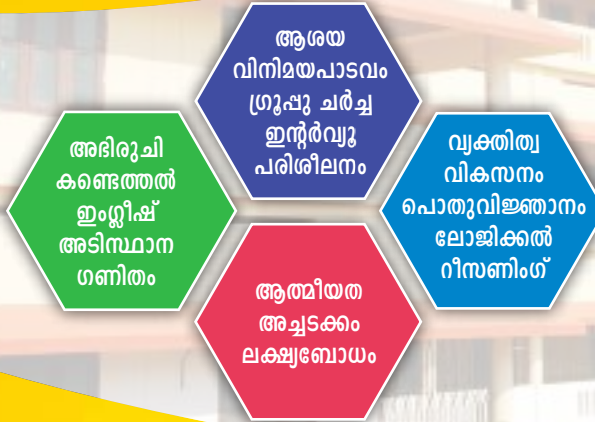 ആശയ
വിനിമയപാടവം
ഗ്രൂപ്പു ചർച്ച
ഇന്റർവ്യൂ
പരിശീലനം
അഭിരുചി
കണ്ടെത്തൽ
ഇംഗ്ലീഷ്
അടിസ്ഥാന
ഗണിതം
വ്യക്തിത്വ
വികസനം
പൊതുവിജ്ഞാനം
ലോജിക്കൽ
റീസണിംഗ്
ആത്മീയത
അച്ചടക്കം
ലക്ഷ്യബോധം